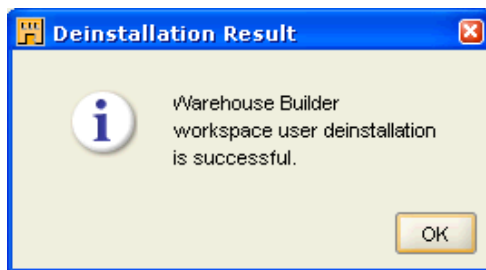 Deinstallation Result
Warehouse Builder
workspace user deinstallation
is successful.
OK